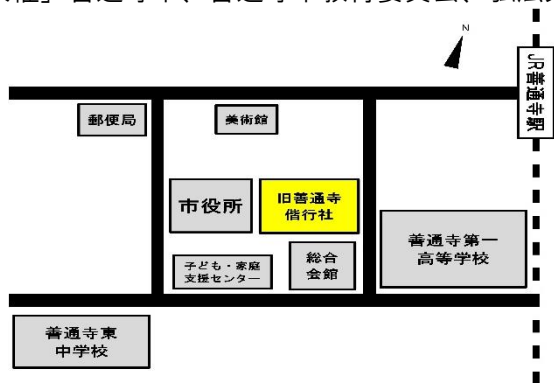 N
JR善通寺駅
郵便局
美術館
市役所
旧善通寺
偕行社
善通寺第一
高等学校
子ども・家庭
支援センター
総合
会館
善通寺東
中学校